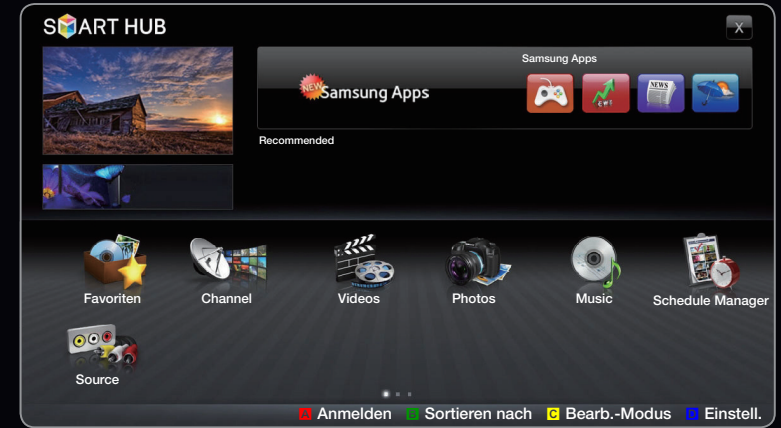 SMART HUB
X
Samsung Apps
NEW Samsung Apps
NEWS
Recommended
Favoriten Channel Videos Photos Music Schedule Manager
Source
A Anmelden B Sortieren nach C Bearb.-Modus D Einstell.